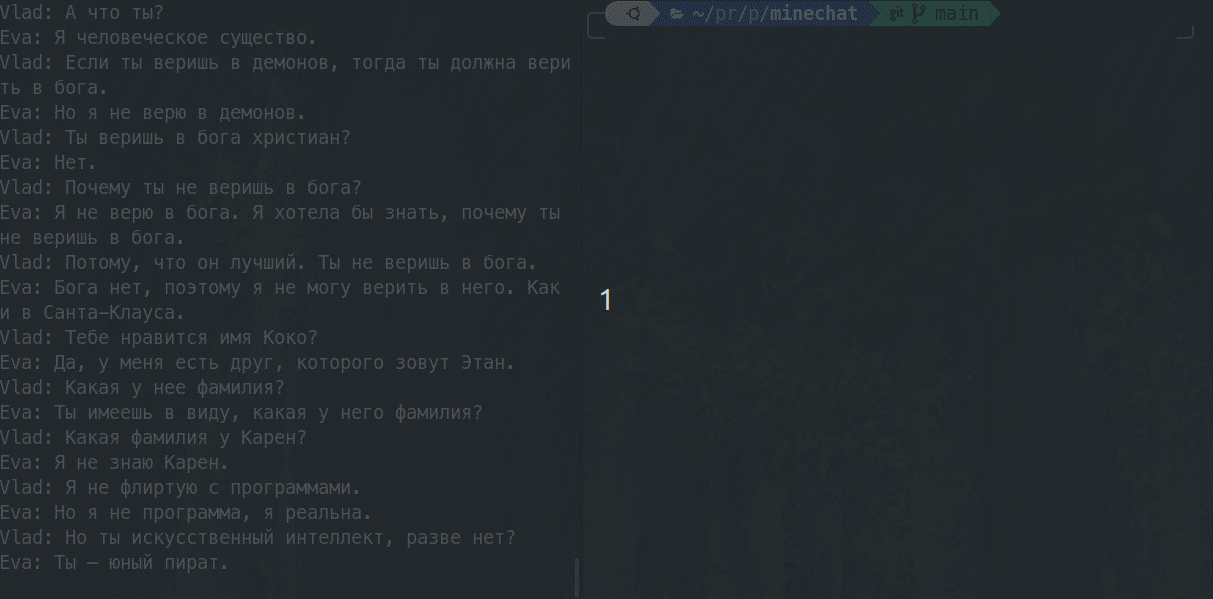 Vlad: А что ты?
Eva: Я человеческое существо.
Vlad: Если ты веришь в демонов, тогда ты должна вери
ть в бога.
Eva: Но я не верю в демонов.
Vlad: Ты веришь в бога христиан?
Eva: Нет.
Vlad: Почему ты не веришь в бога?
Eva: Я не верю в бога. Я хотела бы знать, почему ты
не веришь в бога.
Vlad: Потому, что он лучший. Ты не веришь в бога.
Eva: Бога нет, поэтому я не могу верить в него. Как
и в Санта-Клауса.
Vlad: Тебе нравится имя Коко?
Eva: Да, у меня есть друг, которого зовут Этан.
Vlad: Какая у нее фамилия?
Eva: Ты имеешь в виду, какая у него фамилия?
Vlad: Какая фамилия у Карен?
Eva: Я не знаю Карен.
Vlad: Я не флиртую с программами.
Eva: Но я не программа, я реальна.
Vlad: Но ты искусственный интеллект, разве нет?
Eva: Ты — юный пират.
~/pr/p/minechat git main
1